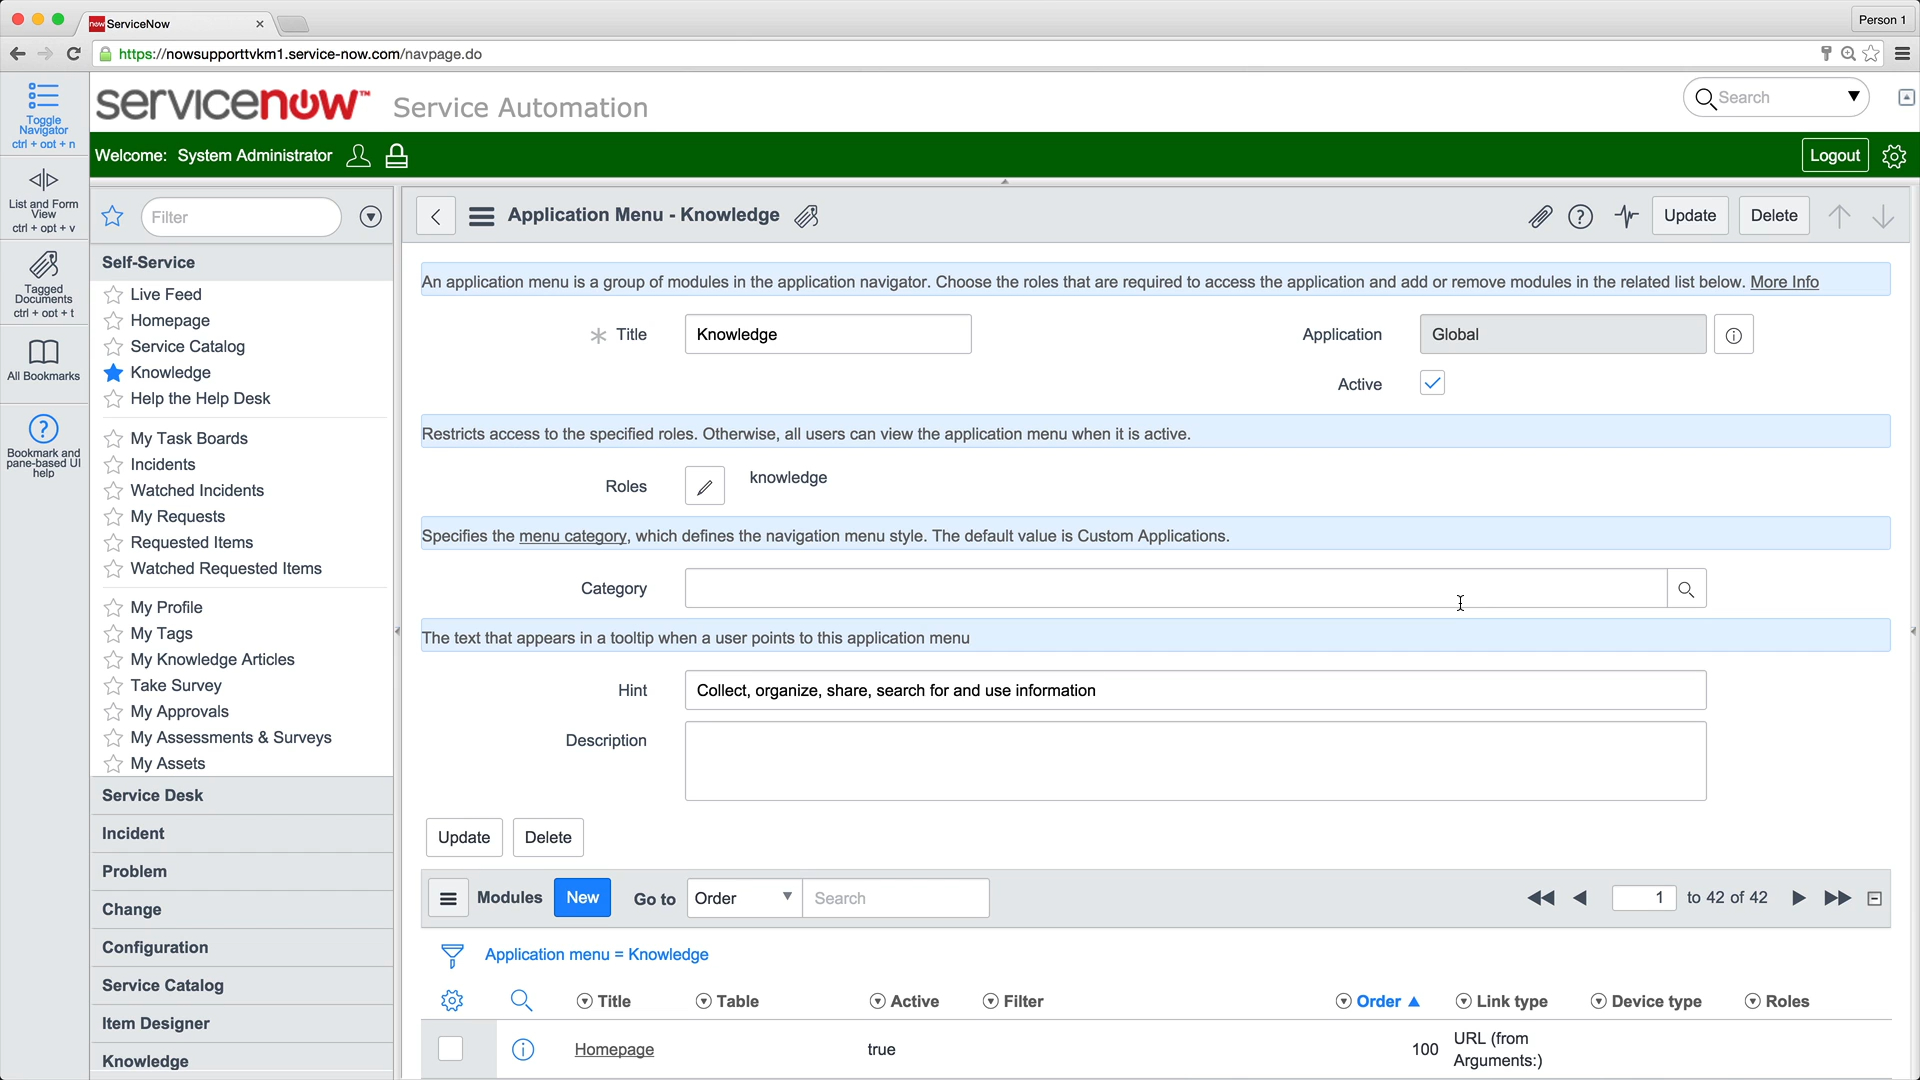 ServiceNow
Person 1
https://nowsupporttvkm1.service-now.com/navpage.do
Toggle
Navigator
ctrl + opt + n
servicenow™ Service Automation
Search
Welcome: System Administrator
Logout
List and Form
View
ctrl + opt + v
Tagged
Documents
ctrl + opt + t
All Bookmarks
Bookmark and
pane-based UI
help
Filter
Self-Service
Live Feed
Homepage
Service Catalog
Knowledge
Help the Help Desk
My Task Boards
Incidents
Watched Incidents
My Requests
Requested Items
Watched Requested Items
My Profile
My Tags
My Knowledge Articles
Take Survey
My Approvals
My Assessments & Surveys
My Assets
Service Desk
Incident
Problem
Change
Configuration
Service Catalog
Item Designer
Knowledge
Application Menu - Knowledge
Update
Delete
An application menu is a group of modules in the application navigator. Choose the roles that are required to access the application and add or remove modules in the related list below. More Info
Title Knowledge
Application Global
Active
Restricts access to the specified roles. Otherwise, all users can view the application menu when it is active.
Roles knowledge
Specifies the menu category, which defines the navigation menu style. The default value is Custom Applications.
Category
The text that appears in a tooltip when a user points to this application menu
Hint Collect, organize, share, search for and use information
Description
Update Delete
Modules New Go to Order Search 1 to 42 of 42
Application menu = Knowledge
Title Table Active Filter Order Link type Device type Roles
Homepage true 100 URL (from
Arguments:)